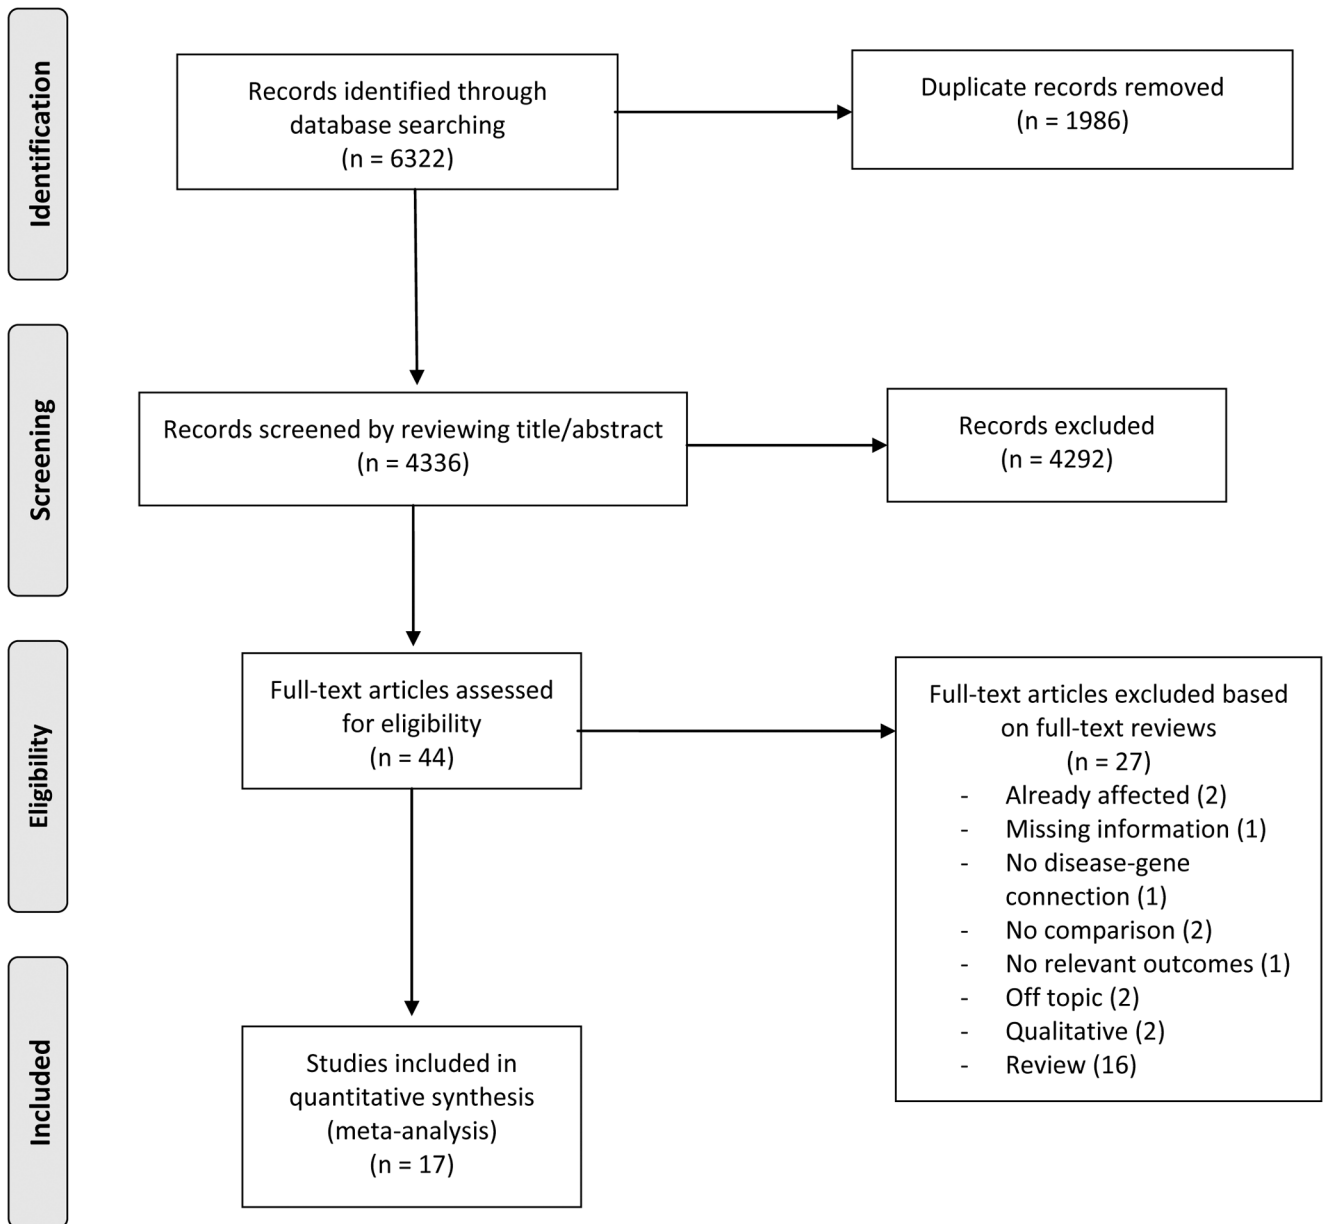 Identification
Records identified through
database searching
(n = 6322)
Duplicate records removed
(n = 1986)
Screening
Records screened by reviewing title/abstract
(n = 4336)
Records excluded
(n = 4292)
Eligibility
Full-text articles assessed
for eligibility
(n = 44)
Full-text articles excluded based
on full-text reviews
(n = 27)
- Already affected (2)
- Missing information (1)
- No disease-gene
connection (1)
- No comparison (2)
- No relevant outcomes (1)
- Off topic (2)
- Qualitative (2)
- Review (16)
Included
Studies included in
quantitative synthesis
(meta-analysis)
(n = 17)